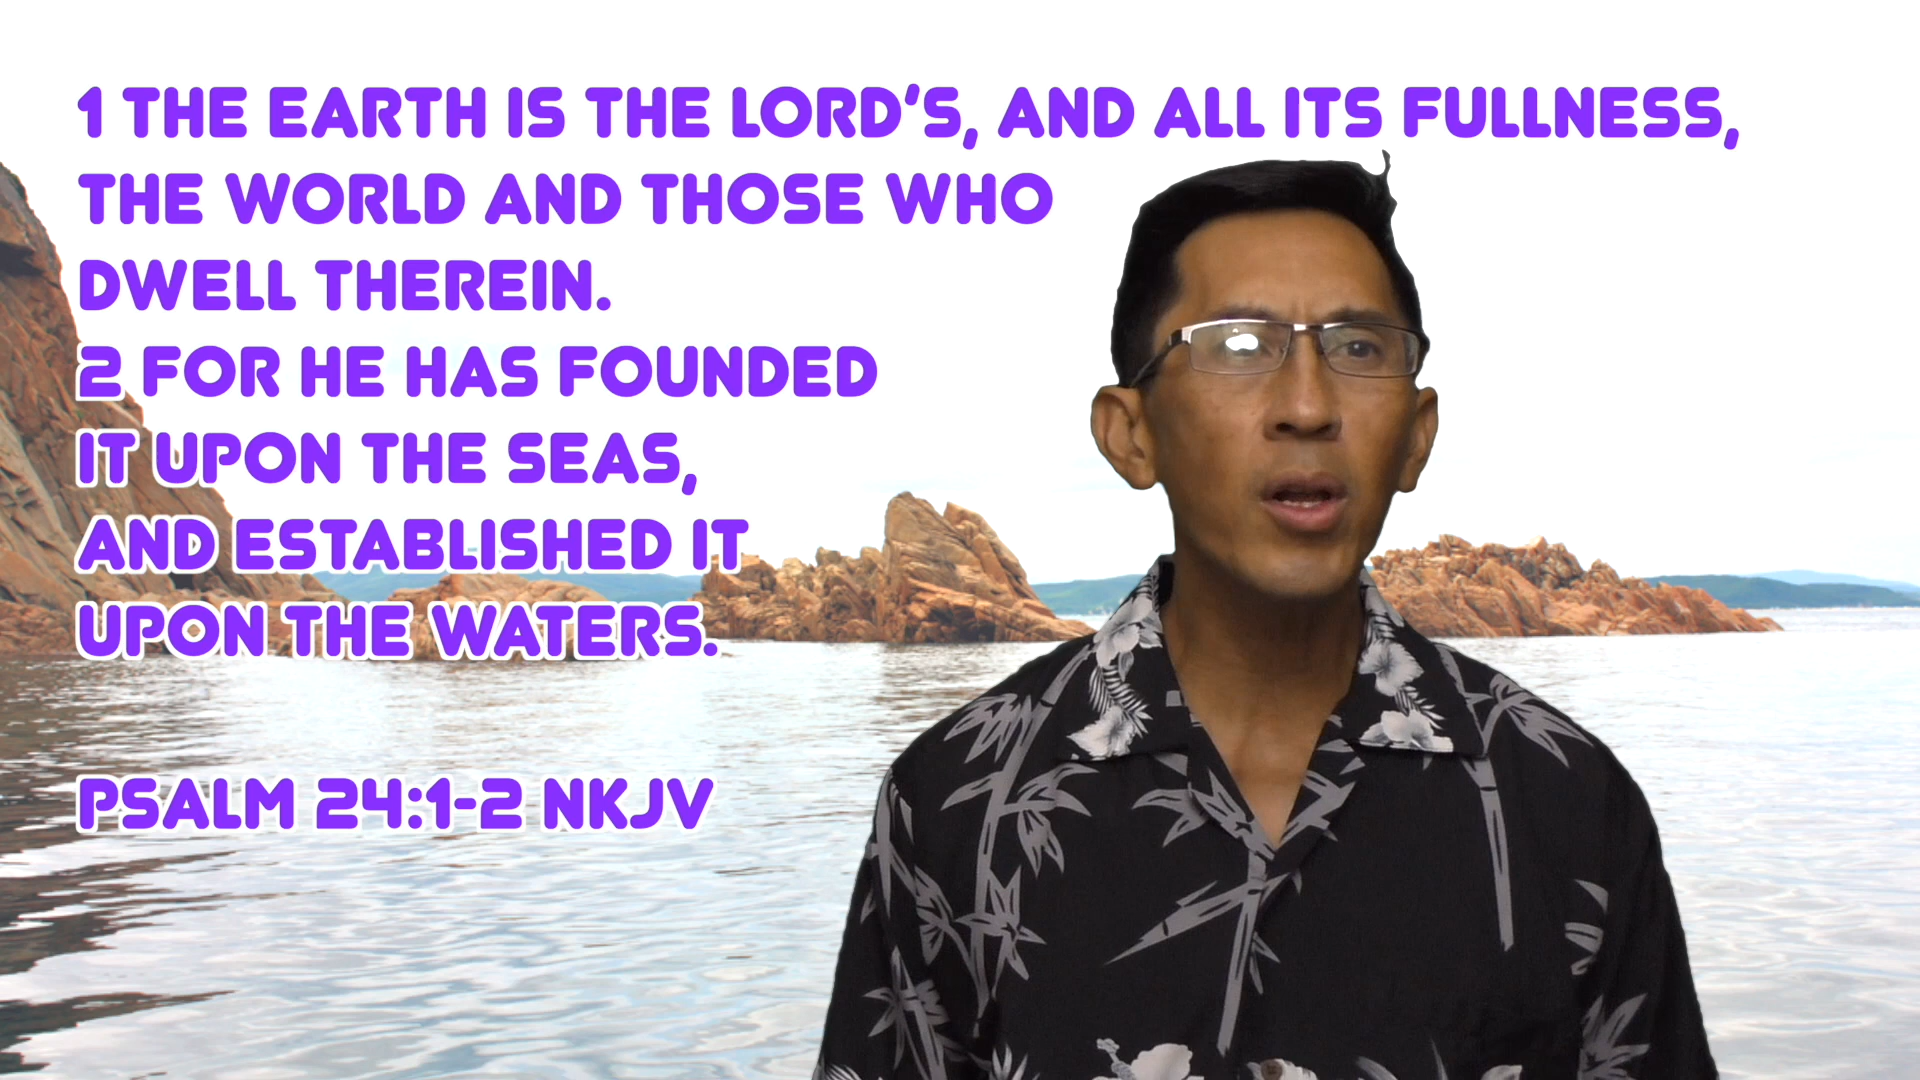 1 THE EARTH IS THE LORD'S, AND ALL ITS FULLNESS,
THE WORLD AND THOSE WHO
DWELL THEREIN.
2 FOR HE HAS FOUNDED
IT UPON THE SEAS,
AND ESTABLISHED IT
UPON THE WATERS.
PSALM 24:1-2 NKJV